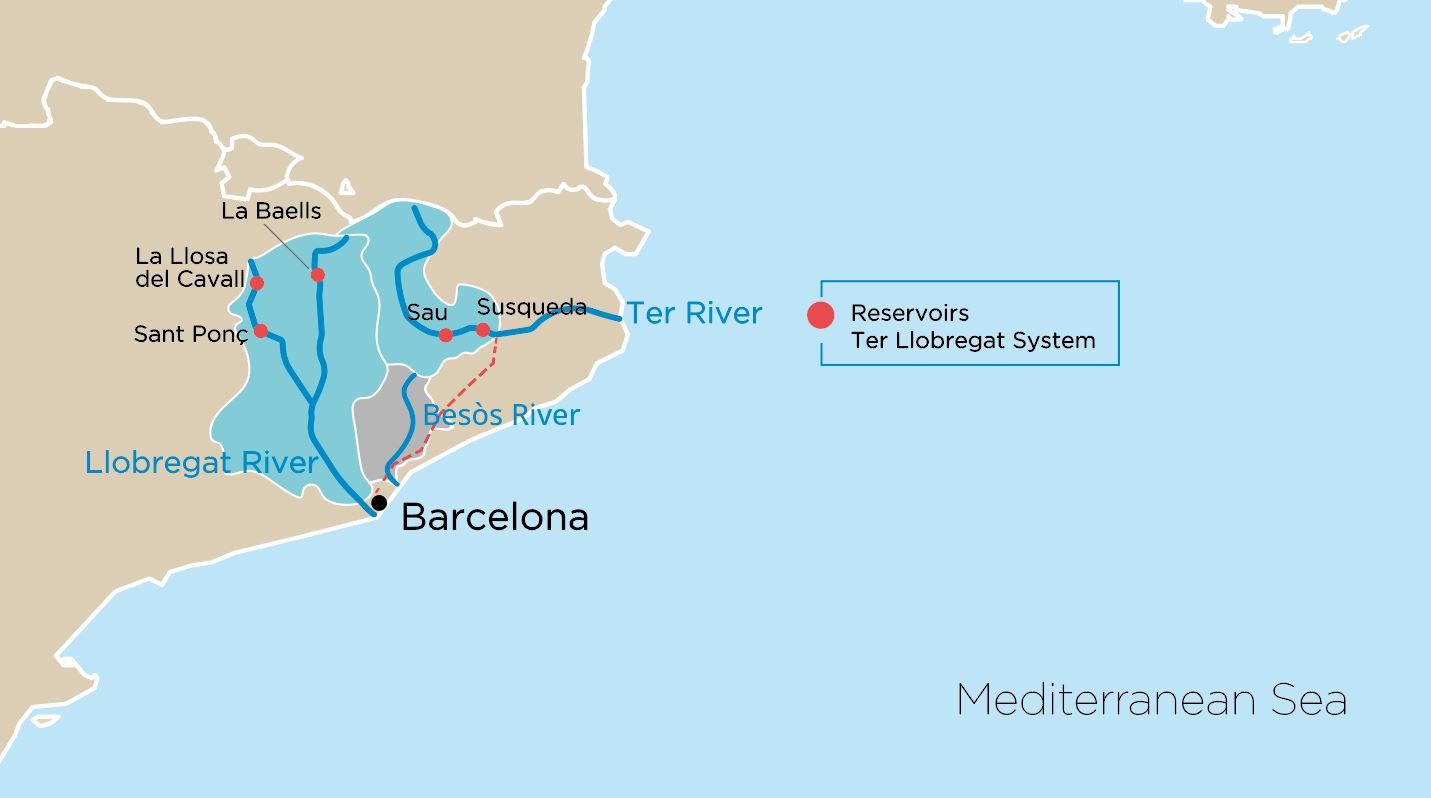 La Baells
La Llosa
del Cavall
Sant Ponç
Sau
Susqueda
Ter River
Reservoirs
Ter Llobregat System
Besòs River
Llobregat River
Barcelona
Mediterranean Sea